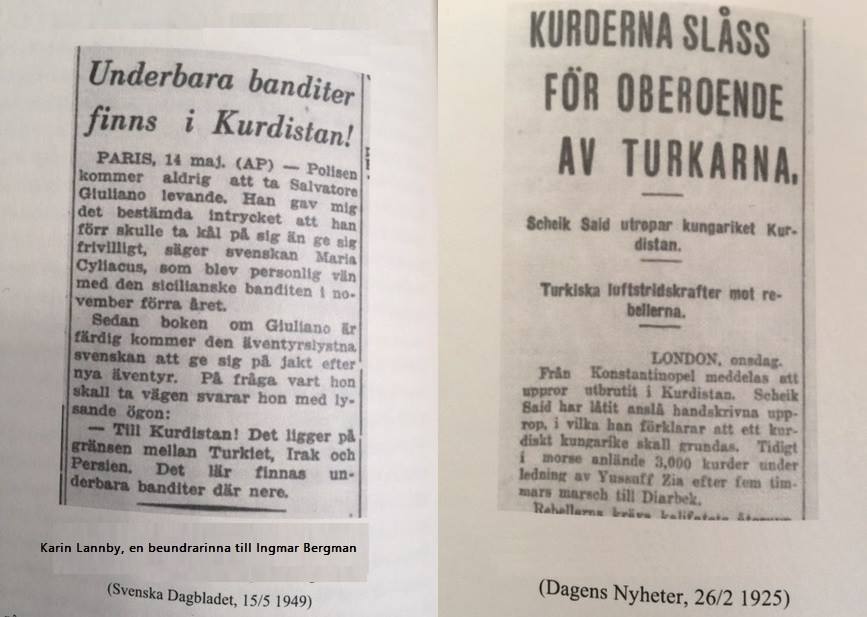 Underbara banditer
finns i Kurdistan!
PARIS, 14 maj. (AP) — Polisen
kommer aldrig att ta Salvatore
Giuliano levande. Han gav mig
det bestämda intrycket att han
förr skulle ta kål på sig än ge sig
frivilligt, säger svenskan Maria
Cyliacus, som blev personlig vän
med den sicilianske banditen i no-
vember förra året.
Sedan boken om Giuliano är
färdig kommer den äventyrslystna
svenskan att ge sig på jakt efter
nya äventyr. På fråga vart hon
skall ta vägen svarar hon med ly-
sande ögon:
— Till Kurdistan! Det ligger på
gränsen mellan Turkiet, Irak och
Persien. Det lär finnas un-
derbara banditer där nere.
Karin Lannby, en beundrarinna till Ingmar Bergman
(Svenska Dagbladet, 15/5 1949)
KURDERNA SLÅSS
FÖR OBEROENDE
AV TURKARNA.
Scheik Said utropar kungariket Kur-
distan.
Turkiska luftstridskrafter mot re-
bellerna.
LONDON, onsdag.
Från Konstantinopel meddelas att
uppror utbrutit i Kurdistan. Scheik
Said har låtit anslå handskrivna upp-
rop, i vilka han förklarar att ett kur-
diskt kungarike skall grundas. Tidigt
i morse anlände 3,000 kurder under
ledning av Yussuff Zia efter fem tim-
mars marsch till Diarbek.
Rebellerna kräva kalifatets
(Dagens Nyheter, 26/2 1925)